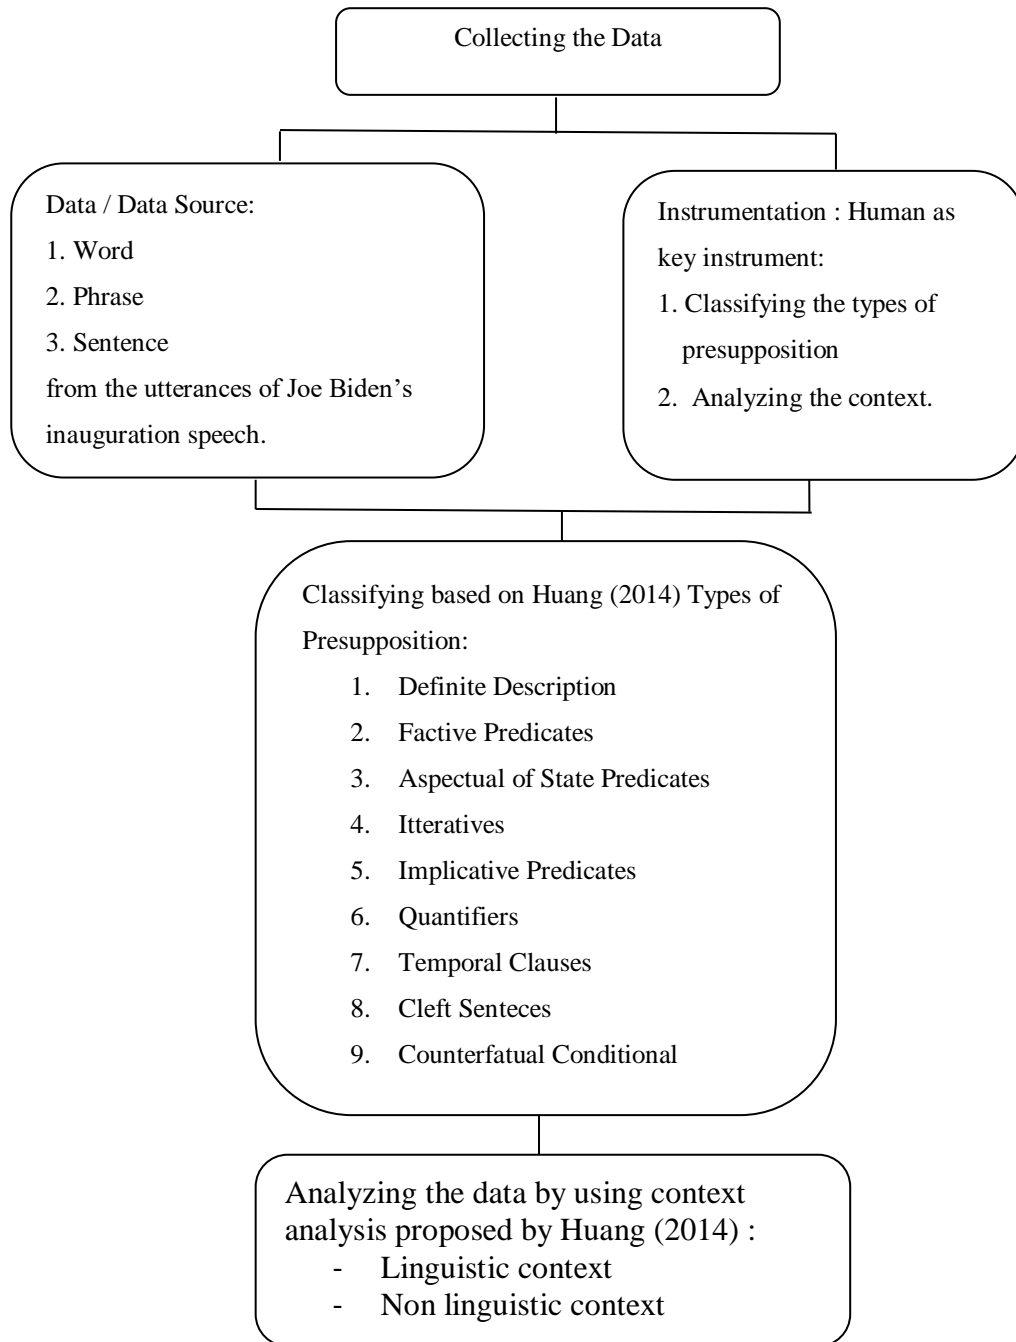 Collecting the Data
Data / Data Source:
1. Word
2. Phrase
3. Sentence
from the utterances of Joe Biden’s
inauguration speech.
Instrumentation : Human as
key instrument:
1. Classifying the types of
presupposition
2. Analyzing the context.
Classifying based on Huang (2014) Types of
Presupposition:
1. Definite Description
2. Factive Predicates
3. Aspectual of State Predicates
4. Itteratives
5. Implicative Predicates
6. Quantifiers
7. Temporal Clauses
8. Cleft Senteces
9. Counterfatual Conditional
Analyzing the data by using context
analysis proposed by Huang (2014) :
- Linguistic context
- Non linguistic context